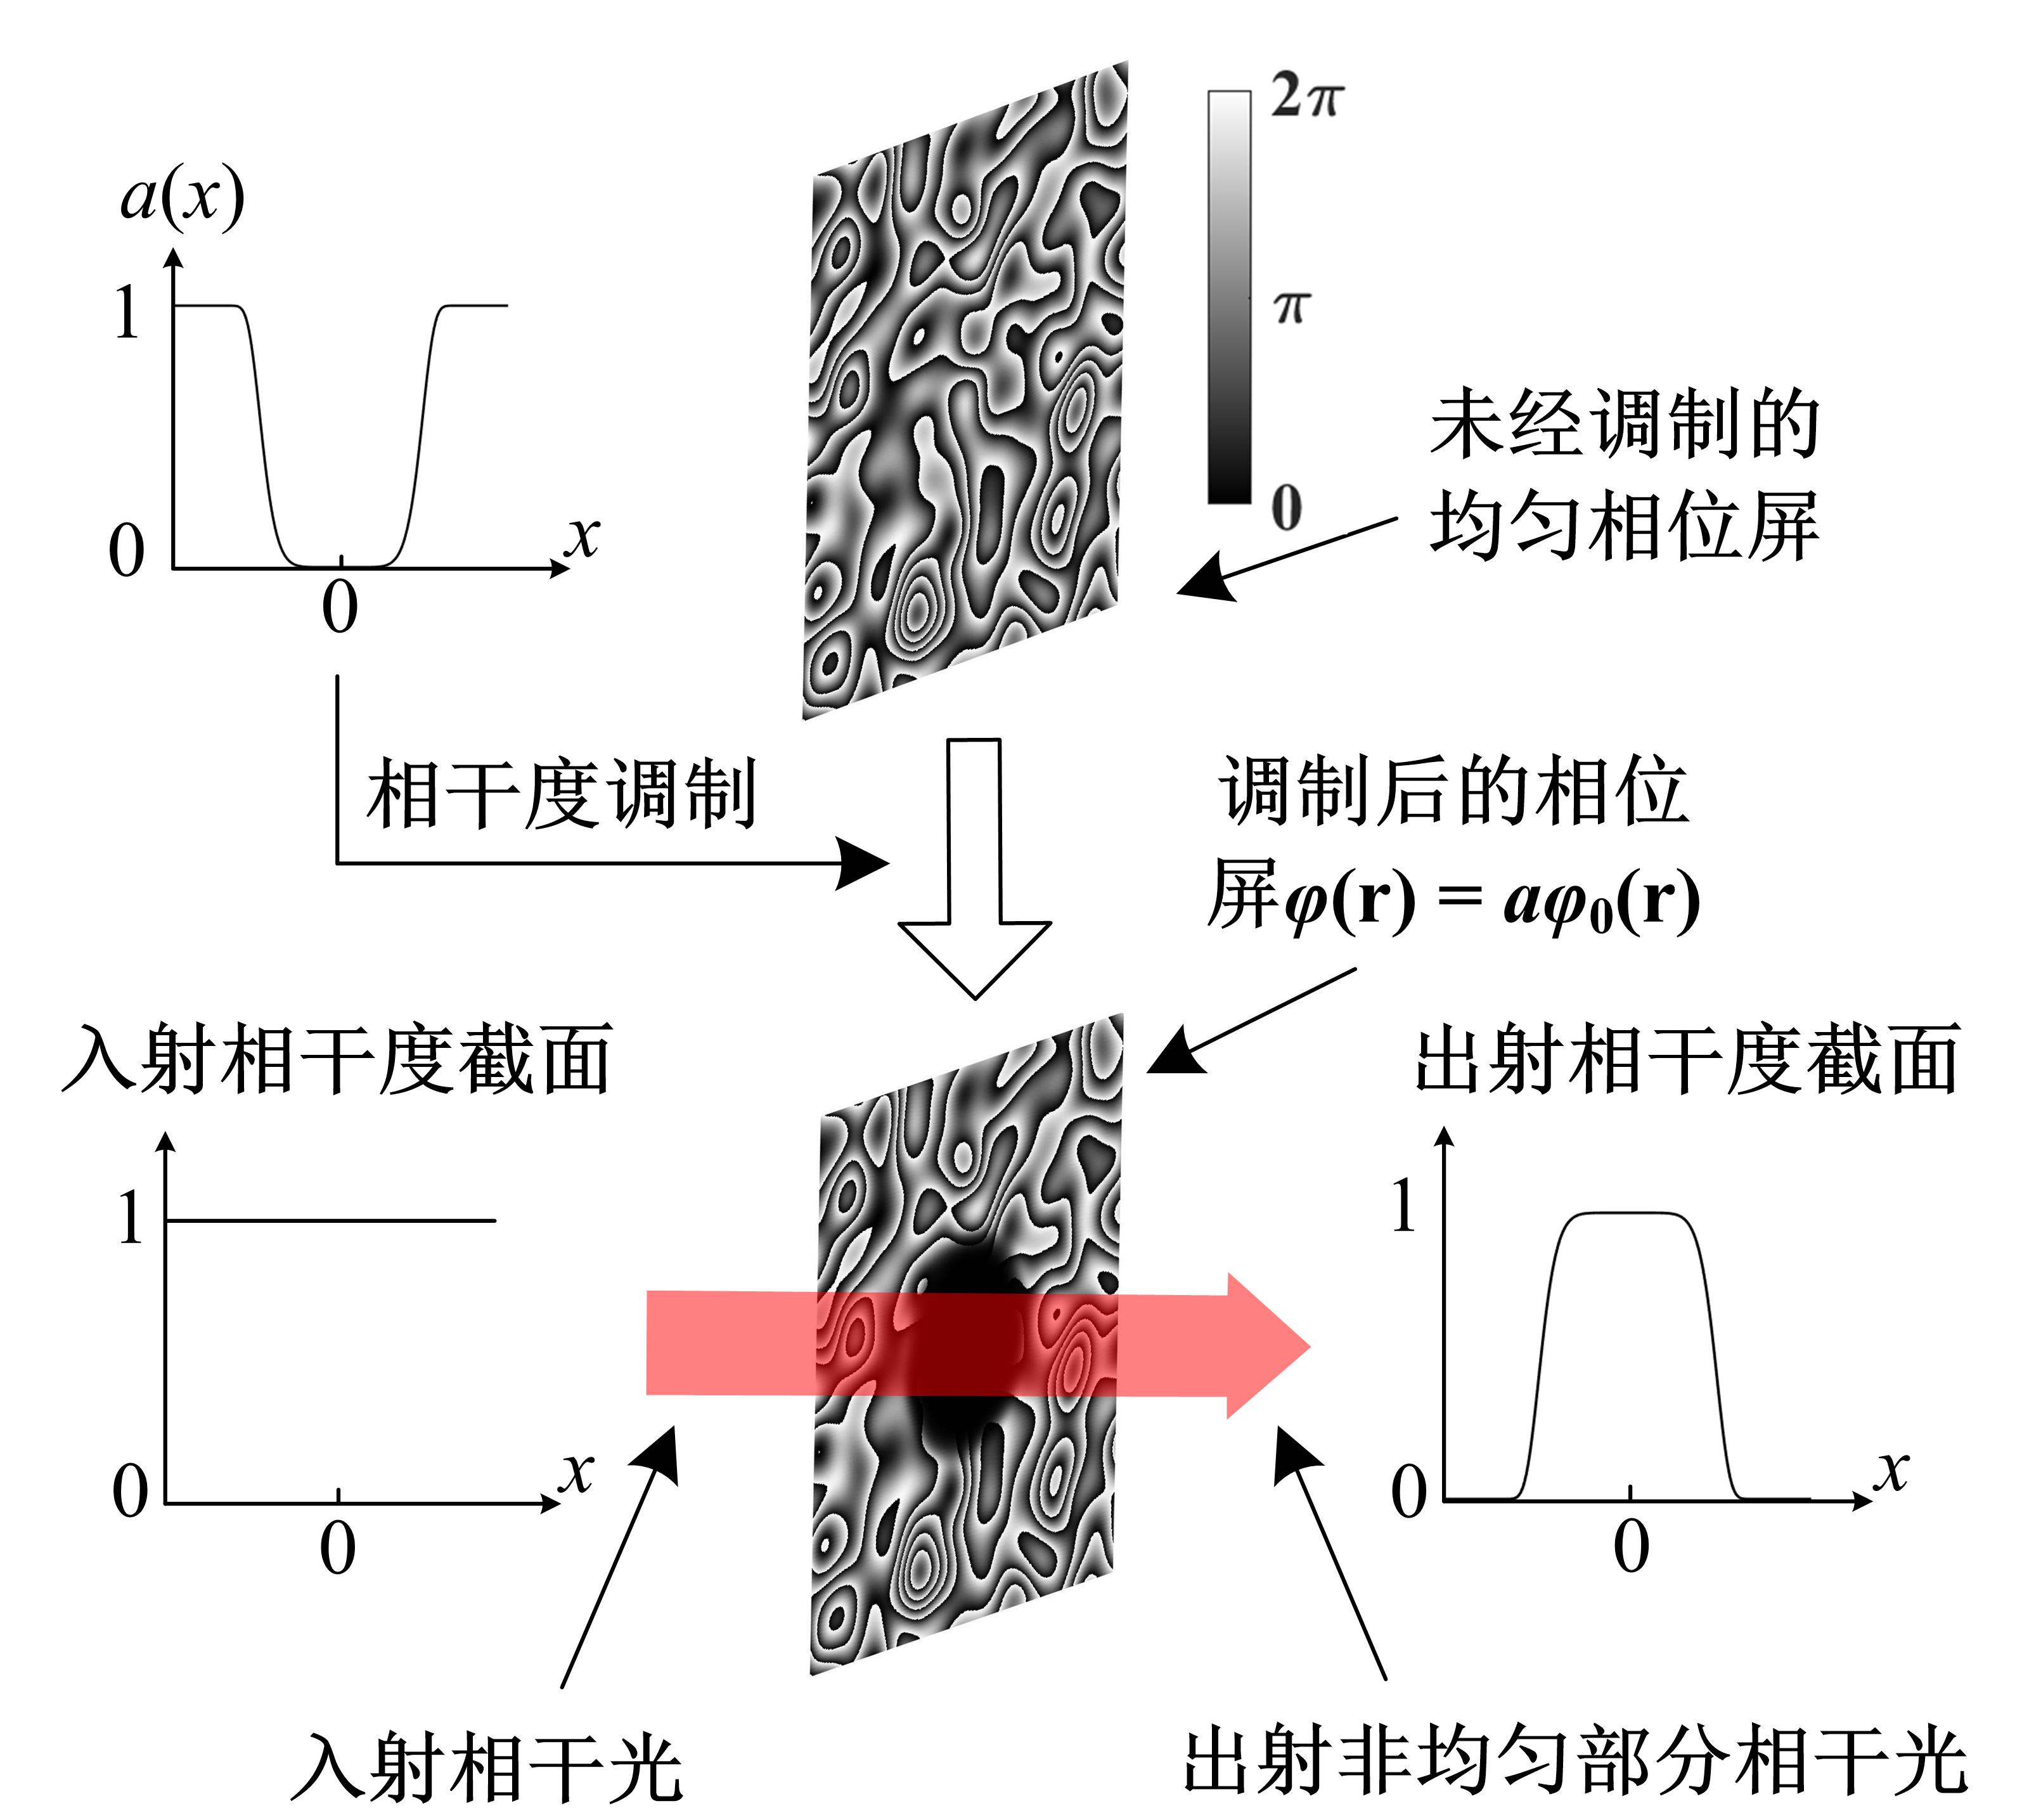 2π
a(x)
1
π
未经调制的
均匀相位屏
0
0
x
0
相干度调制
调制后的相位
屏φ(r) = aφ₀(r)
入射相干度截面
出射相干度截面
1
1
x
x
0
0
0
0
入射相干光
出射非均匀部分相干光